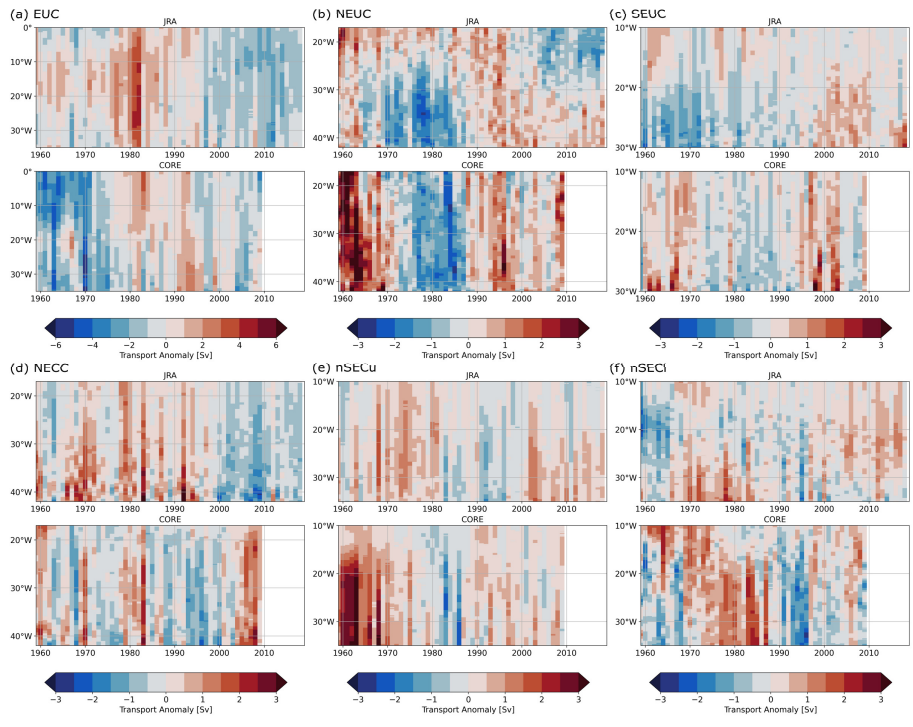 (a) EUC (b) NEUC (c) SEUC
JRA JRA JRA
0° 20°W 10°W
10°W 30°W 20°W
20°W 40°W 30°W
30°W
1960 1970 1980 1990 2000 2010 1960 1970 1980 1990 2000 2010 1960 1970 1980 1990 2000 2010
CORE CORE CORE
0° 20°W 10°W
10°W 30°W 20°W
20°W 40°W 30°W
30°W
1960 1970 1980 1990 2000 2010 1960 1970 1980 1990 2000 2010 1960 1970 1980 1990 2000 2010
−6 −4 −2 0 2 4 6 −3 −2 −1 0 1 2 3 −3 −2 −1 0 1 2 3
Transport Anomaly [Sv] Transport Anomaly [Sv] Transport Anomaly [Sv]
(d) NECC (e) nSECu (f) nSECl
JRA JRA JRA
20°W 10°W 10°W
30°W 20°W 20°W
40°W 30°W 30°W
1960 1970 1980 1990 2000 2010 1960 1970 1980 1990 2000 2010 1960 1970 1980 1990 2000 2010
CORE CORE CORE
20°W 10°W 10°W
30°W 20°W 20°W
40°W 30°W 30°W
1960 1970 1980 1990 2000 2010 1960 1970 1980 1990 2000 2010 1960 1970 1980 1990 2000 2010
−3 −2 −1 0 1 2 3 −3 −2 −1 0 1 2 3 −3 −2 −1 0 1 2 3
Transport Anomaly [Sv] Transport Anomaly [Sv] Transport Anomaly [Sv]